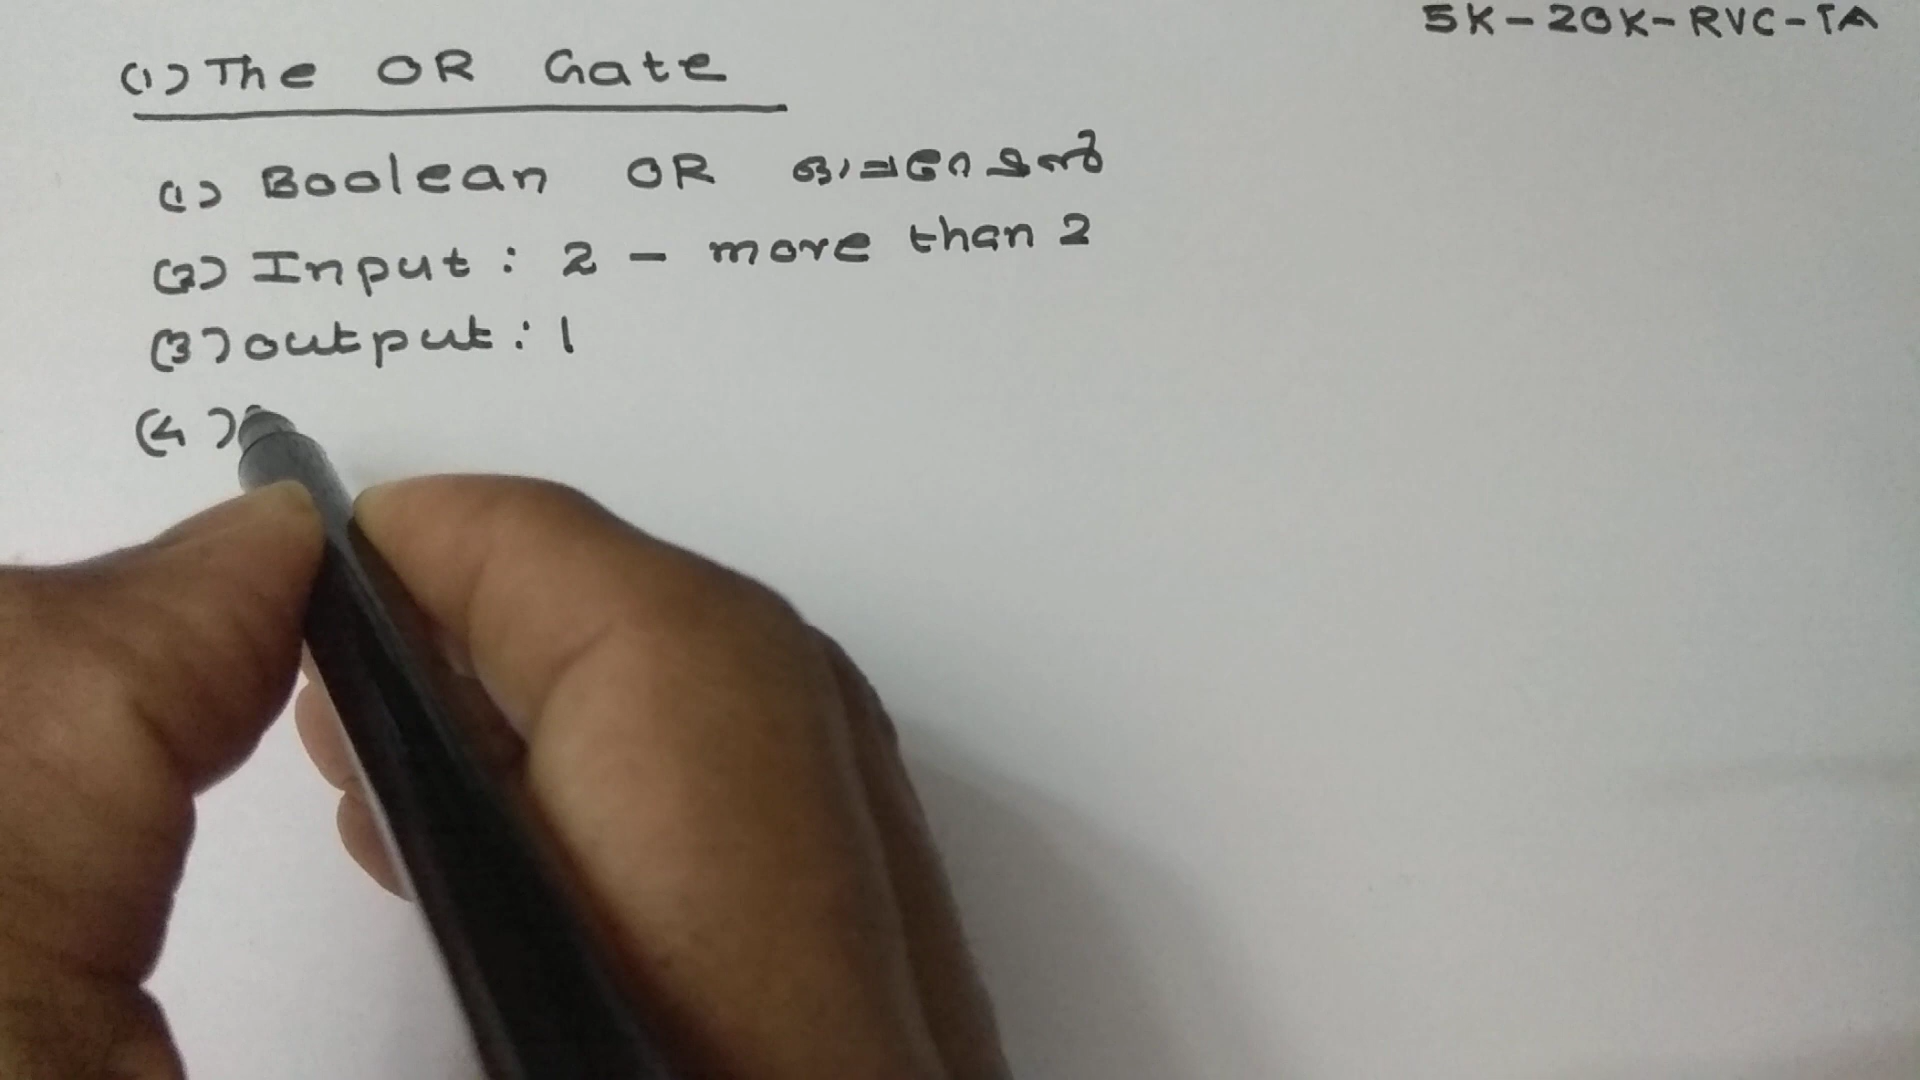 5K-20K-RVC-TA
(1) The OR Gate
(1) Boolean OR ഓപ്പറേഷൻ
(2) Input : 2 - more than 2
(3) output : 1
(4)